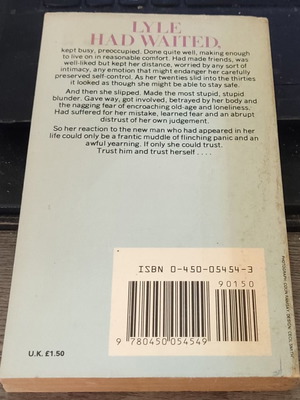 LYLE
HAD WAITED,
kept busy, preoccupied. Done quite well, making enough
to live on in reasonable comfort. Had made friends, was
well-liked but kept her distance, worried by any sort of
intimacy, any emotion that might endanger her carefully
preserved self-control. As her twenties slid into the thirties
it looked as though she might be able to stay safe.
And then she slipped. Made the most stupid, stupid
blunder. Gave way, got involved, betrayed by her body and
the nagging fear of encroaching old-age and loneliness.
Had suffered for her mistake, learned fear and an abrupt
distrust of her own judgement.
So her reaction to the new man who had appeared in her
life could only be a frantic muddle of flinching panic and an
awful yearning. If only she could trust.
Trust him and trust herself . . . .
ISBN 0-450-05454-3
90150
9 780450 054549
U.K. £1.50